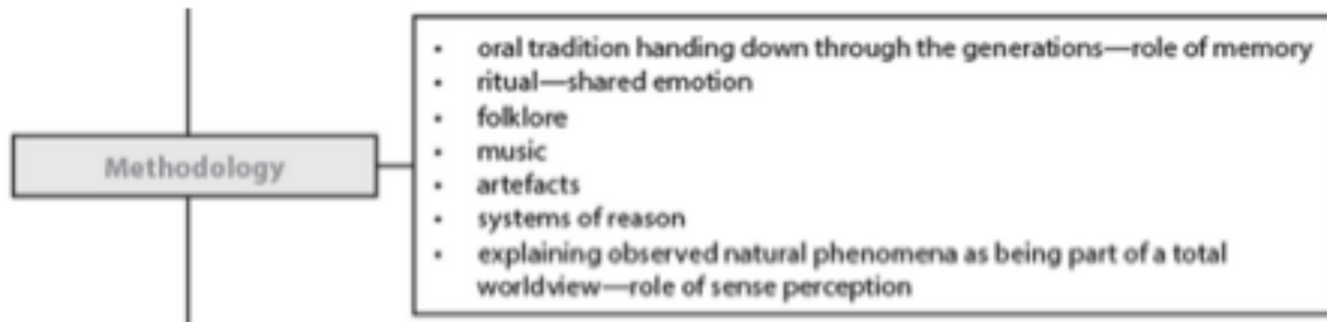 Methodology
• oral tradition handing down through the generations—role of memory
• ritual—shared emotion
• folklore
• music
• artefacts
• systems of reason
• explaining observed natural phenomena as being part of a total
worldview—role of sense perception